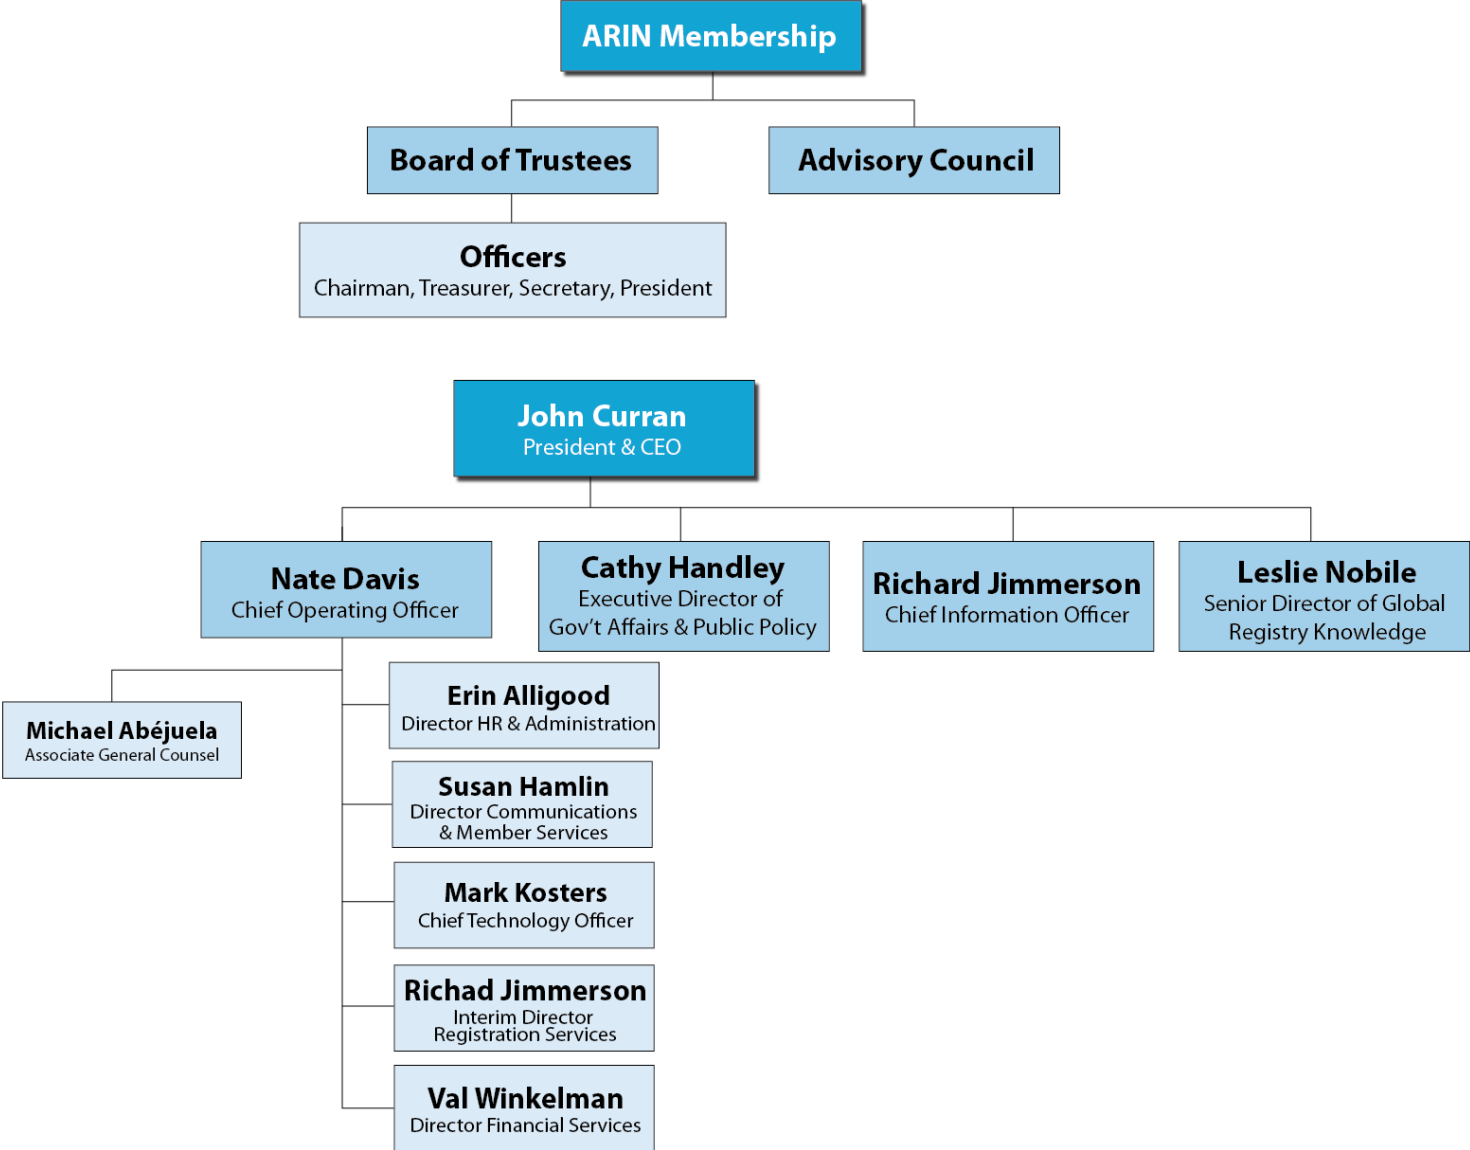 ARIN Membership
Board of Trustees
Advisory Council
Officers
Chairman, Treasurer, Secretary, President
John Curran
President & CEO
Nate Davis
Chief Operating Officer
Cathy Handley
Executive Director of
Gov't Affairs & Public Policy
Richard Jimmerson
Chief Information Officer
Leslie Nobile
Senior Director of Global
Registry Knowledge
Michael Abéjuela
Associate General Counsel
Erin Alligood
Director HR & Administration
Susan Hamlin
Director Communications
& Member Services
Mark Kosters
Chief Technology Officer
Richad Jimmerson
Interim Director
Registration Services
Val Winkelman
Director Financial Services